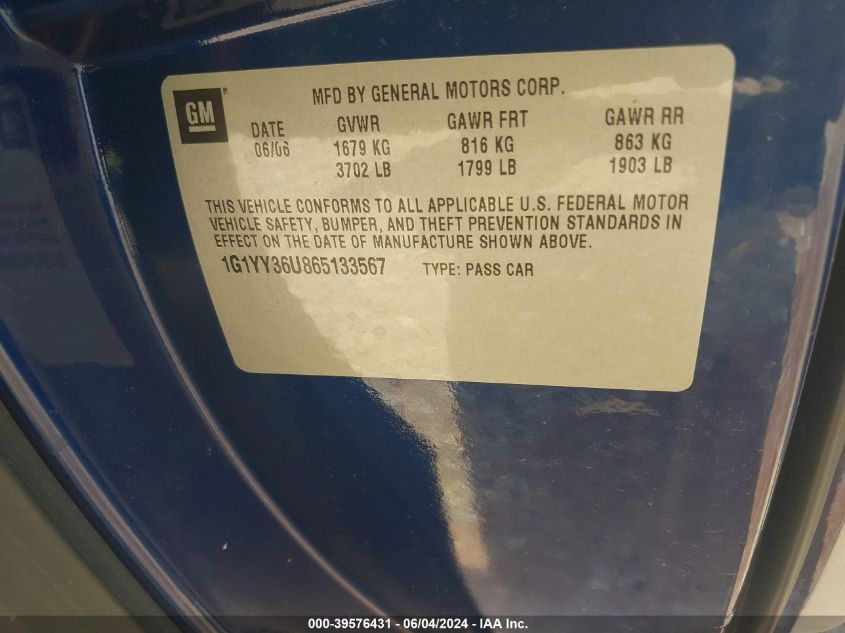 GM
MFD BY GENERAL MOTORS CORP.
DATE GVWR GAWR FRT GAWR RR
06/06 1679 KG 816 KG 863 KG
3702 LB 1799 LB 1903 LB
THIS VEHICLE CONFORMS TO ALL APPLICABLE U.S. FEDERAL MOTOR
VEHICLE SAFETY, BUMPER, AND THEFT PREVENTION STANDARDS IN
EFFECT ON THE DATE OF MANUFACTURE SHOWN ABOVE.
1G1YY36U865133567 TYPE: PASS CAR
000-39576431 - 06/04/2024 - IAA Inc.